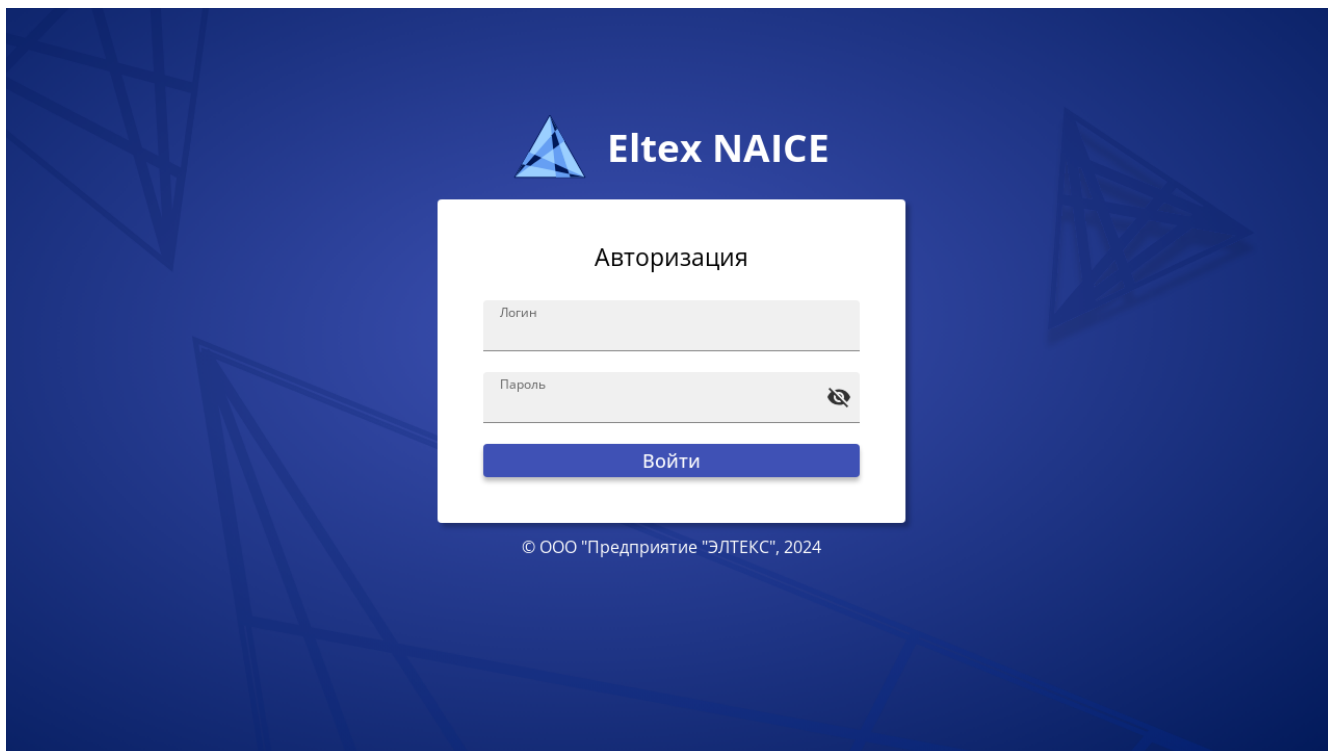 Eltex NAICE
Авторизация
Логин
Пароль
Войти
© ООО "Предприятие "ЭЛТЕКС", 2024